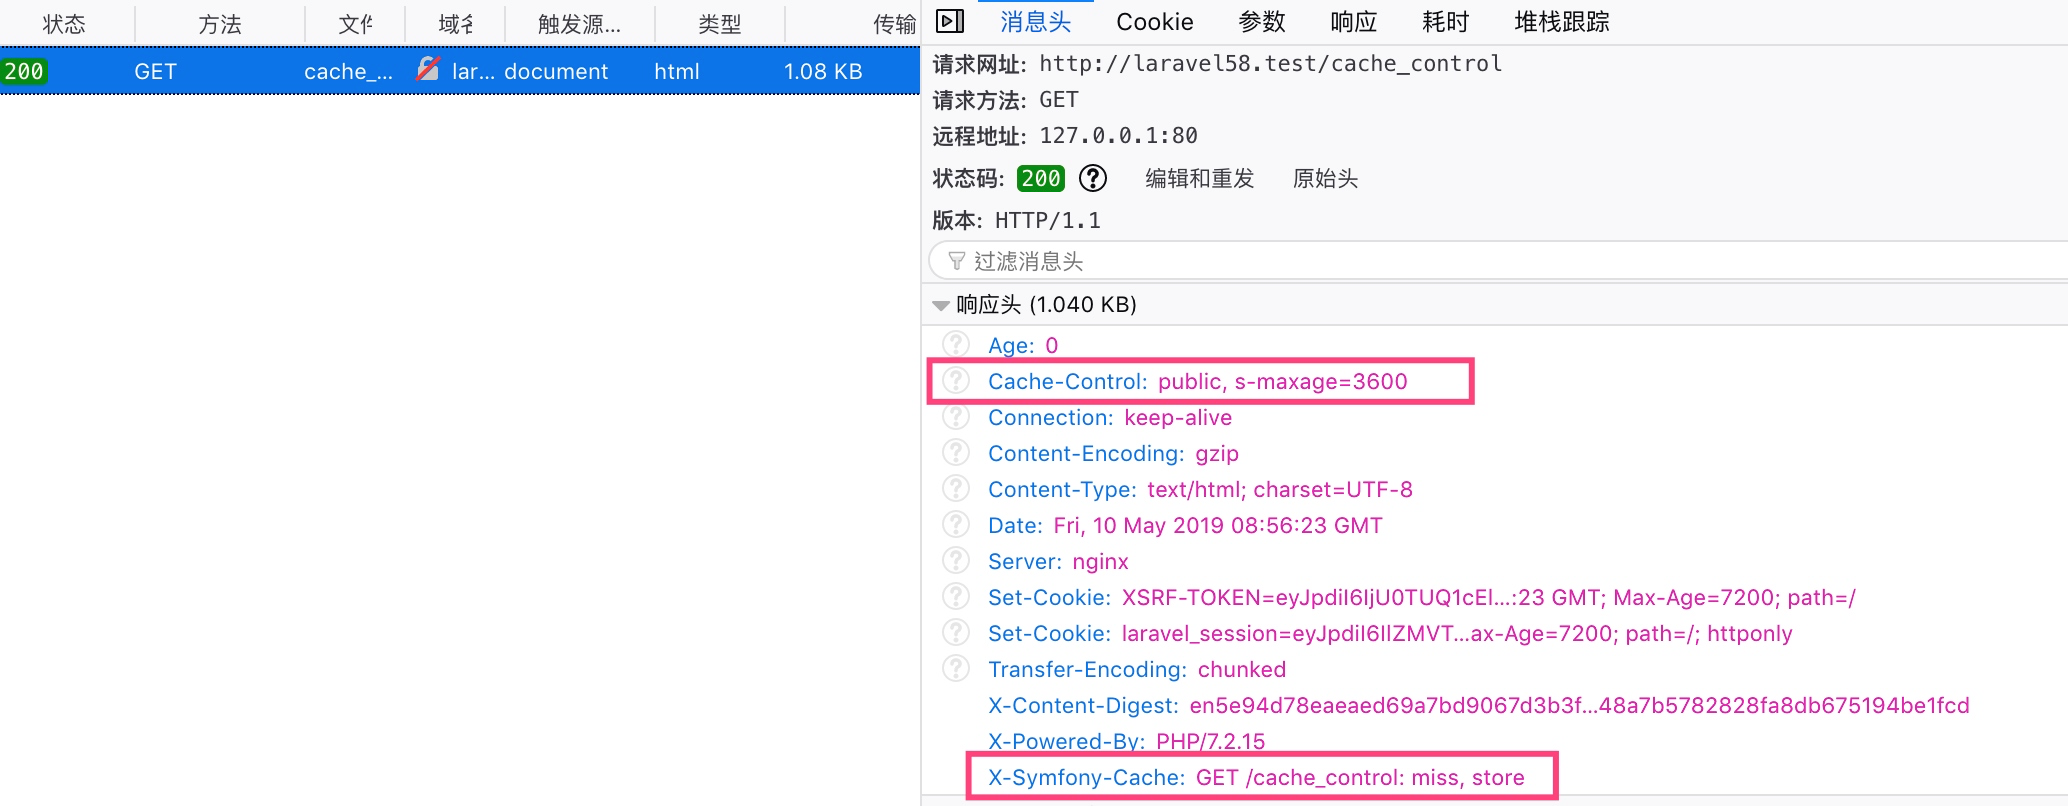 状态 方法 文件 域名 触发源... 类型 传输
200 GET cache_... lar... document html 1.08 KB
消息头 Cookie 参数 响应 耗时 堆栈跟踪
请求网址: http://laravel58.test/cache_control
请求方法: GET
远程地址: 127.0.0.1:80
状态码: 200 编辑和重发 原始头
版本: HTTP/1.1
过滤消息头
响应头 (1.040 KB)
Age: 0
Cache-Control: public, s-maxage=3600
Connection: keep-alive
Content-Encoding: gzip
Content-Type: text/html; charset=UTF-8
Date: Fri, 10 May 2019 08:56:23 GMT
Server: nginx
Set-Cookie: XSRF-TOKEN=eyJpdiI6IjU0TUQ1cEl...:23 GMT; Max-Age=7200; path=/
Set-Cookie: laravel_session=eyJpdiI6IlZMVT...ax-Age=7200; path=/; httponly
Transfer-Encoding: chunked
X-Content-Digest: en5e94d78eaeaed69a7bd9067d3b3f...48a7b5782828fa8db675194be1fcd
X-Powered-By: PHP/7.2.15
X-Symfony-Cache: GET /cache_control: miss, store